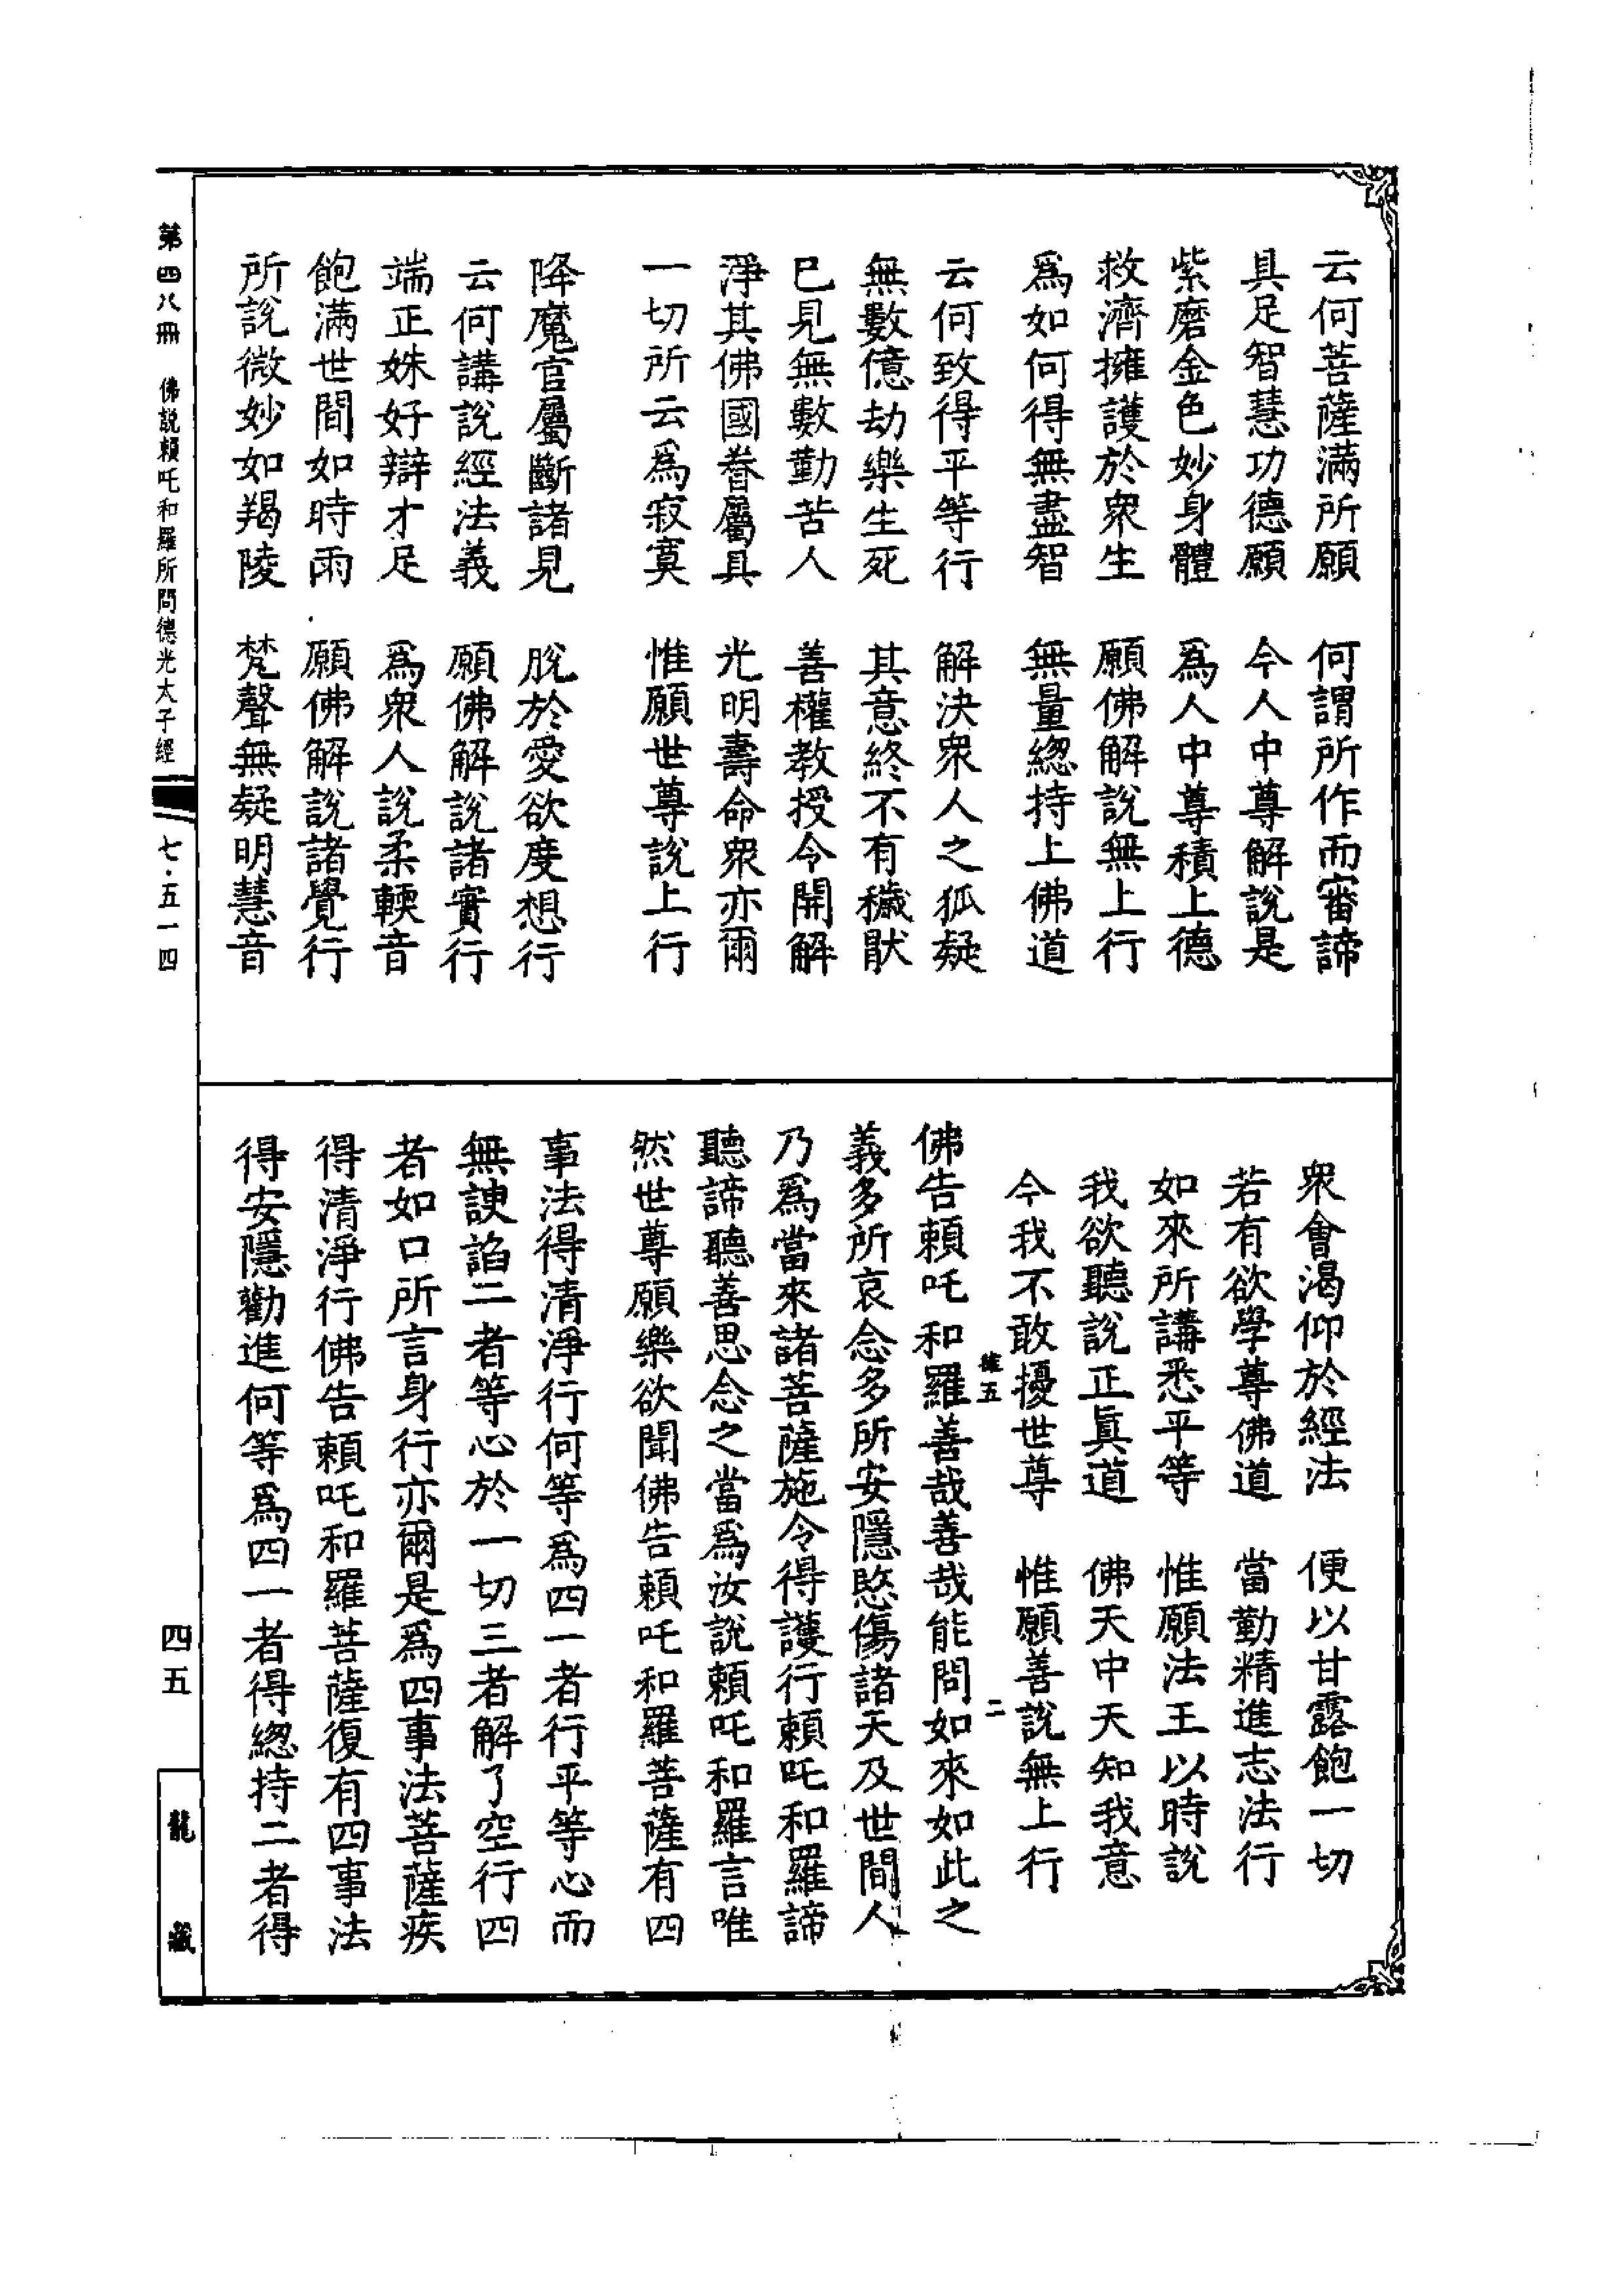 云何菩薩滿所願　何謂所作而審諦
具足智慧功德願　今人中尊解說是
紫磨金色妙身體　爲人中尊積上德
救濟擁護於衆生　願佛解說無上行
爲如何得無盡智　無量緫持上佛道
云何致得平等行　解決衆人之狐疑
無數億劫樂生死　其意終不有穢猒
巳見無數勤苦人　善權教授令開解
淨其佛國眷屬具　光明壽命衆亦爾
一切所云爲寂寞　惟願世尊說上行
降魔官屬斷諸見　脫於愛欲度想行
云何講說經法義　願佛解說諸實行
端正姝好辯才足　爲衆人說柔輭音
飽滿世間如時雨　願佛解說諸覺行
所說微妙如羯陵　梵聲無疑明慧音
衆會渴仰於經法　便以甘露飽一切
若有欲學尊佛道　當勤精進志法行
如來所講悉平等　惟願法王以時說
我欲聽說正眞道　佛天中天知我意
今我不敢擾世尊　惟願善說無上行
二
佛告賴吒和羅善哉善哉能問如來如此之
義多所哀念多所安隱愍傷諸天及世間人
乃爲當來諸菩薩施令得護行賴吒和羅諦
聽諦聽善思念之當爲汝說賴吒和羅言唯
然世尊願樂欲聞佛告賴吒和羅菩薩有四
事法得清淨行何等爲四一者行平等心而
無諛諂二者等心於一切三者解了空行四
者如口所言身行亦爾是爲四事法菩薩疾
得清淨行佛告賴吒和羅菩薩復有四事法
得安隱勸進何等爲四一者得緫持二者得
第四八冊　佛說賴吒和羅所問德光太子經
七·五一四
四五
龍藏